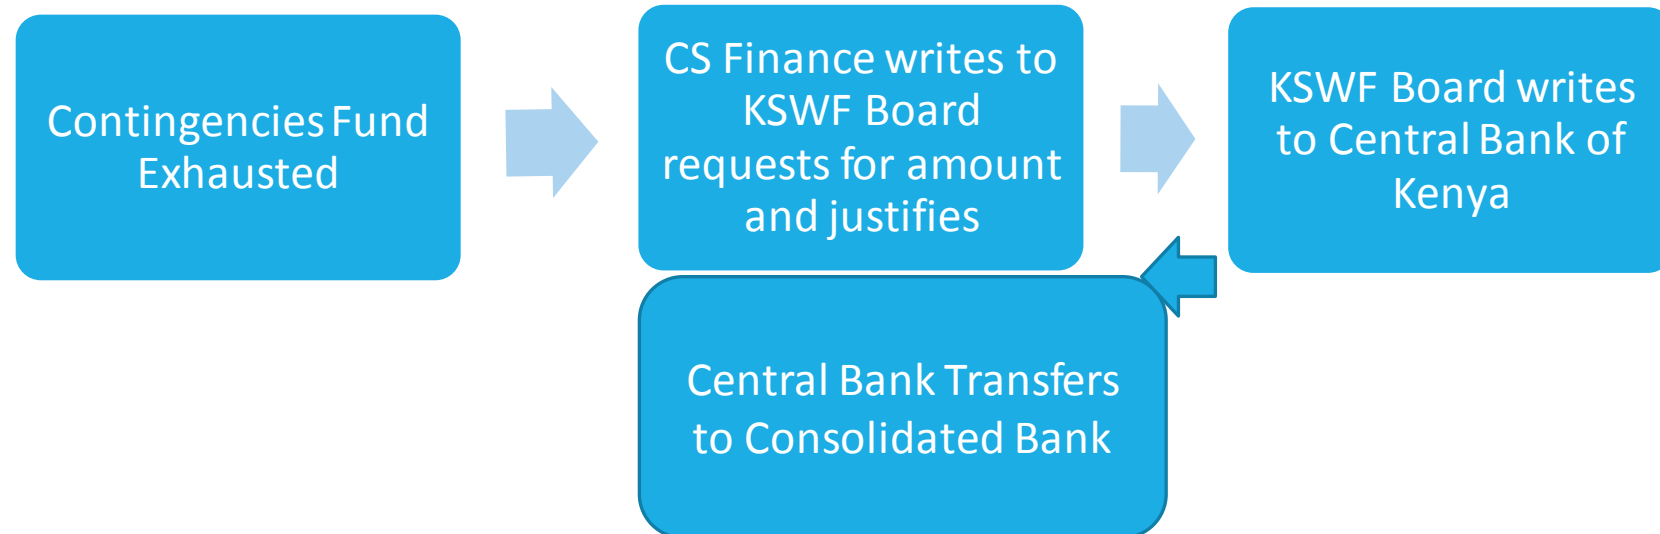 Contingencies Fund
Exhausted
CS Finance writes to
KSWF Board
requests for amount
and justifies
KSWF Board writes
to Central Bank of
Kenya
Central Bank Transfers
to Consolidated Bank